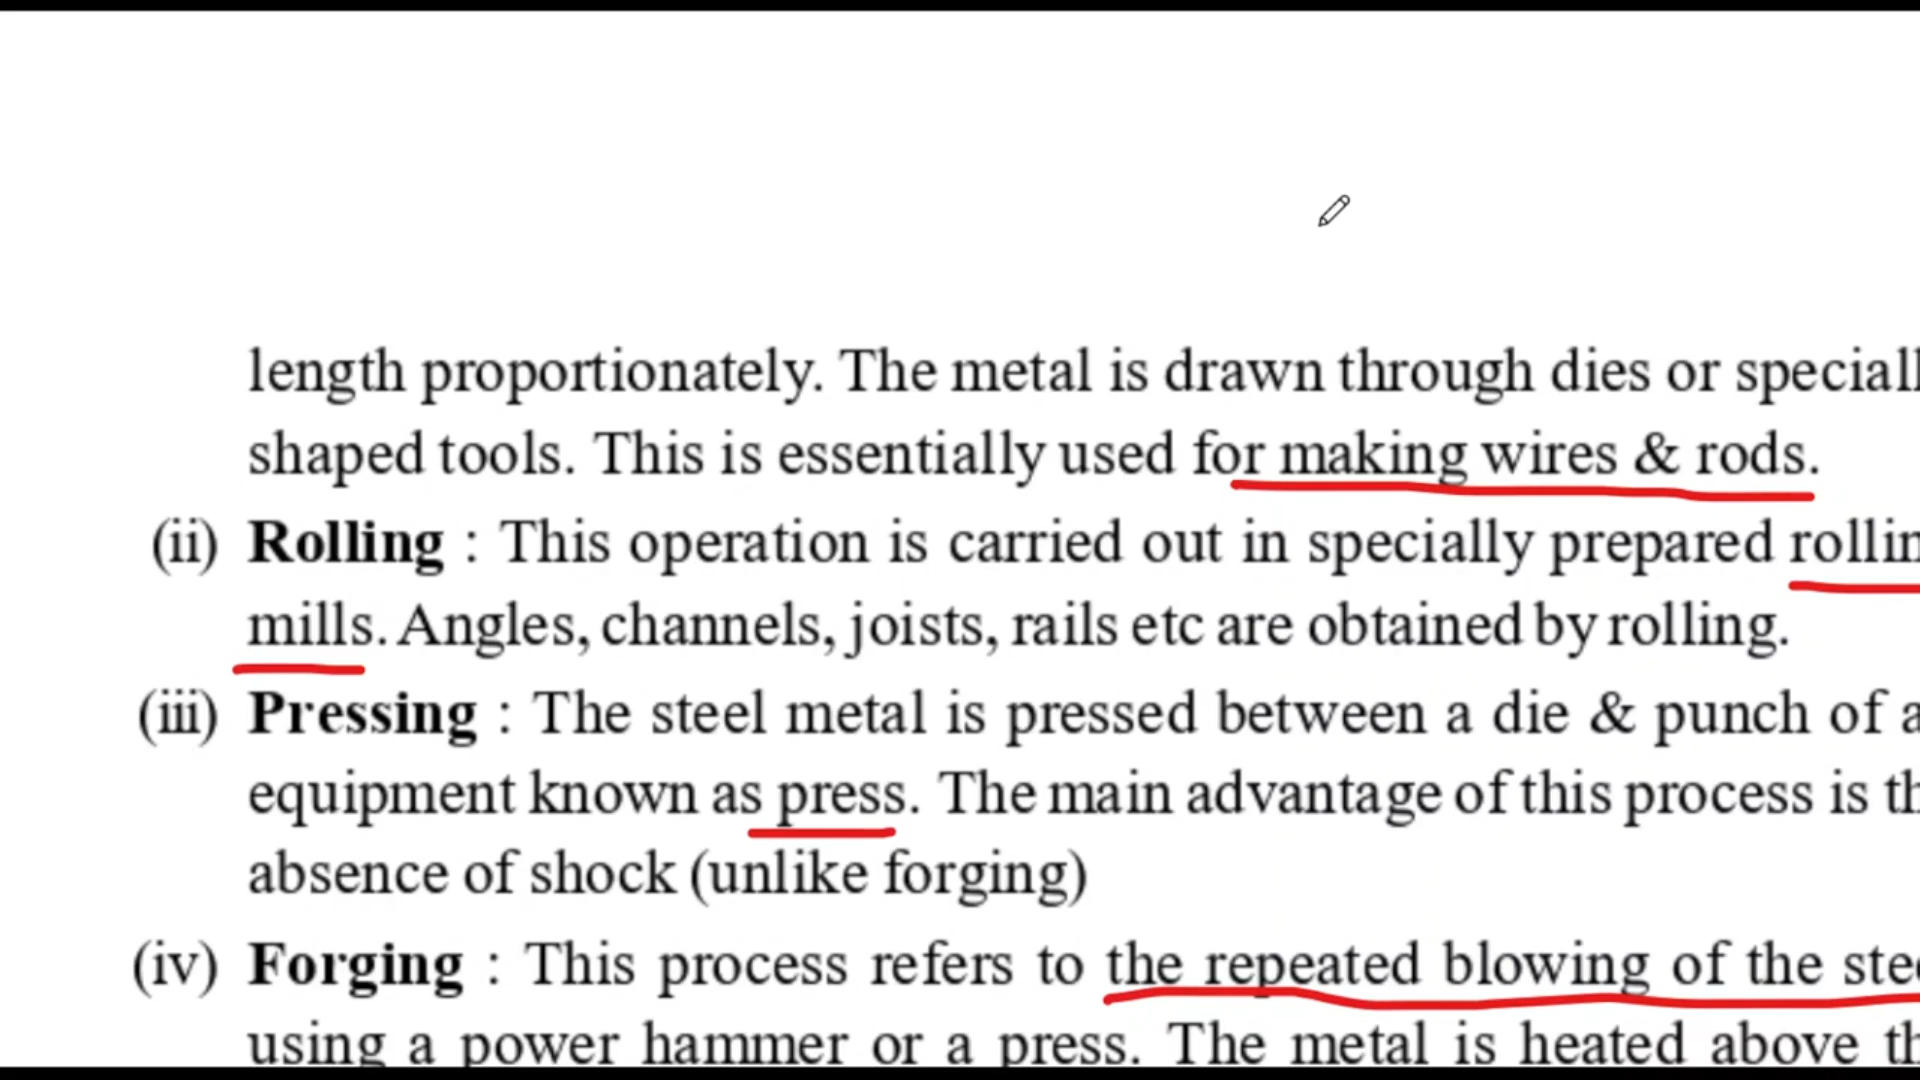 length proportionately. The metal is drawn through dies or speciall
shaped tools. This is essentially used for making wires & rods.
(ii) Rolling : This operation is carried out in specially prepared rollin
mills. Angles, channels, joists, rails etc are obtained by rolling.
(iii) Pressing : The steel metal is pressed between a die & punch of a
equipment known as press. The main advantage of this process is th
absence of shock (unlike forging)
(iv) Forging : This process refers to the repeated blowing of the stee
using a power hammer or a press. The metal is heated above th